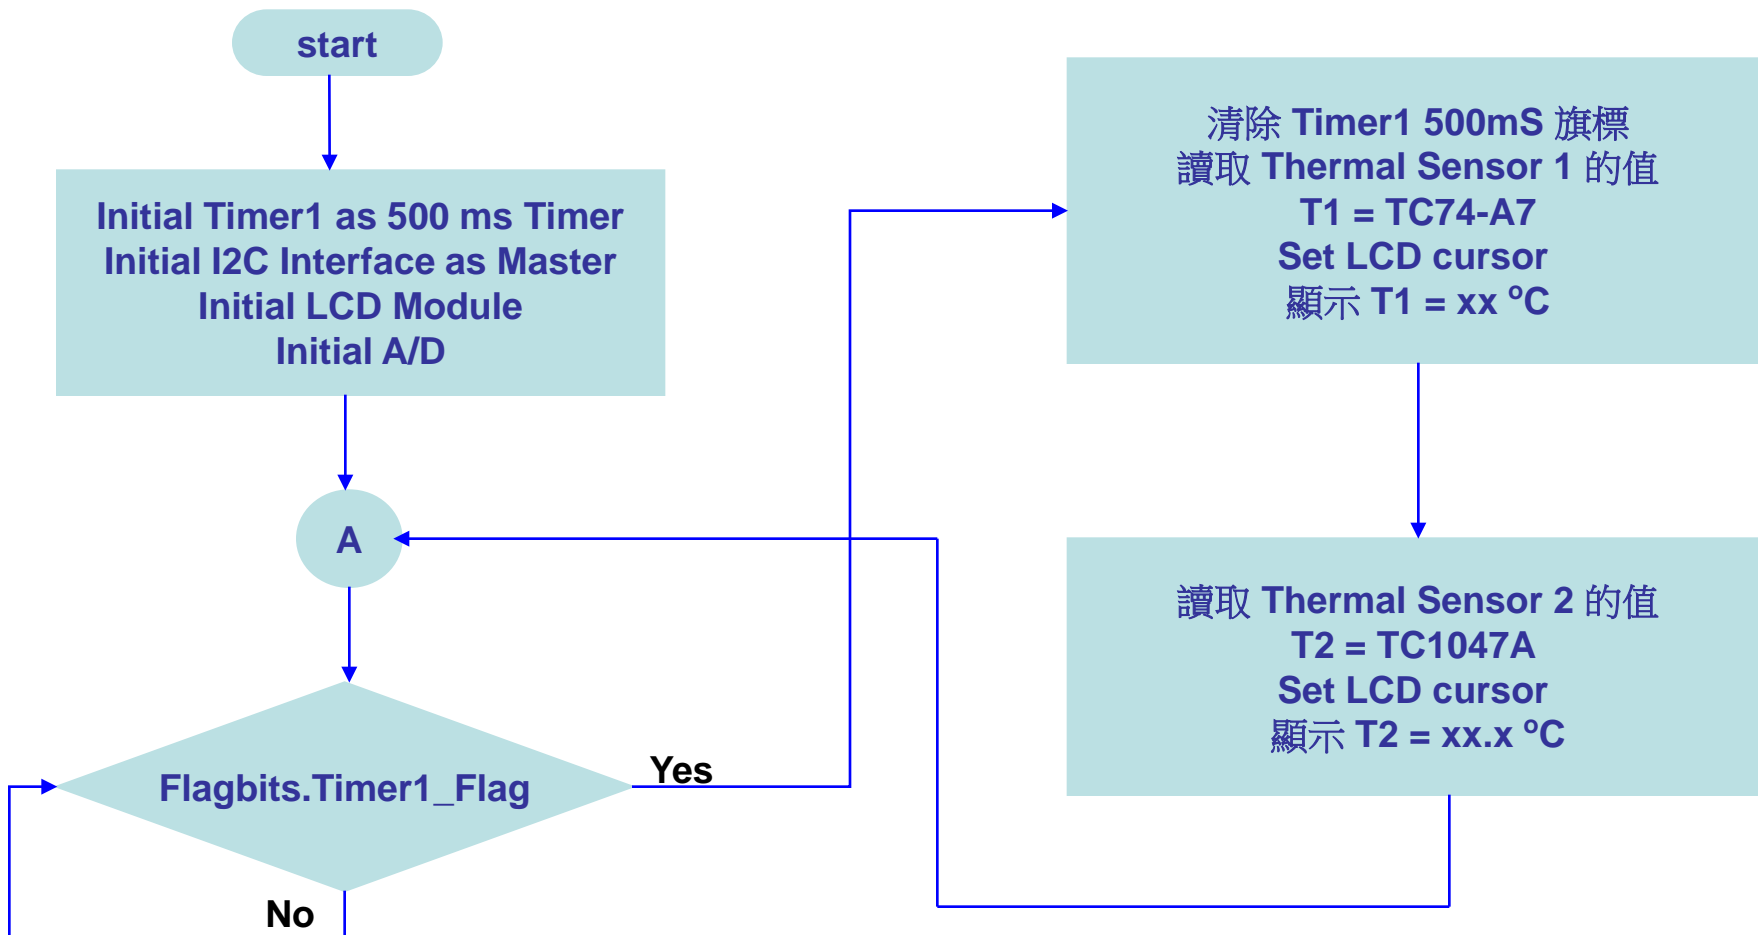 start
Initial Timer1 as 500 ms Timer
Initial I2C Interface as Master
Initial LCD Module
Initial A/D
A
Flagbits.Timer1_Flag
Yes
No
清除 Timer1 500mS 旗標
讀取 Thermal Sensor 1 的值
T1 = TC74-A7
Set LCD cursor
顯示 T1 = xx ºC
讀取 Thermal Sensor 2 的值
T2 = TC1047A
Set LCD cursor
顯示 T2 = xx.x ºC